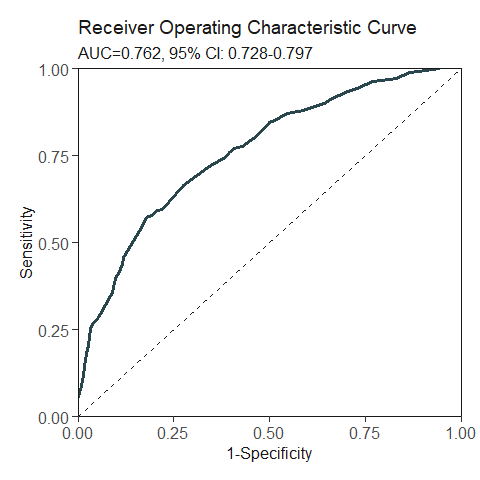 Receiver Operating Characteristic Curve
AUC=0.762, 95% CI: 0.728-0.797
1.00
0.75
0.50
0.25
0.00
Sensitivity
0.00 0.25 0.50 0.75 1.00
1-Specificity